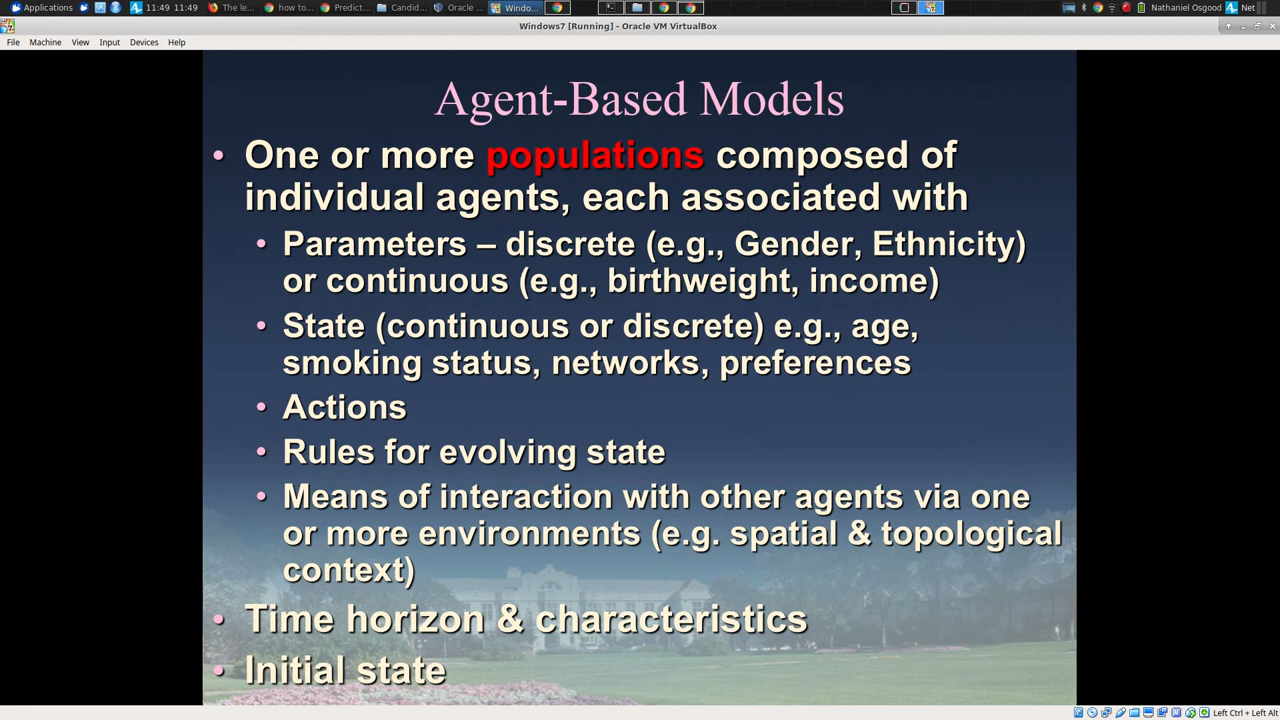 Applications 11:49 11:49 The le... how to... Predict... Candid... Oracle ... Windo... Nathaniel Osgood Net
Windows7 [Running] - Oracle VM VirtualBox
File Machine View Input Devices Help
Agent-Based Models
• One or more populations composed of
individual agents, each associated with
• Parameters – discrete (e.g., Gender, Ethnicity)
or continuous (e.g., birthweight, income)
• State (continuous or discrete) e.g., age,
smoking status, networks, preferences
• Actions
• Rules for evolving state
• Means of interaction with other agents via one
or more environments (e.g. spatial & topological
context)
• Time horizon & characteristics
• Initial state
Left Ctrl + Left Alt